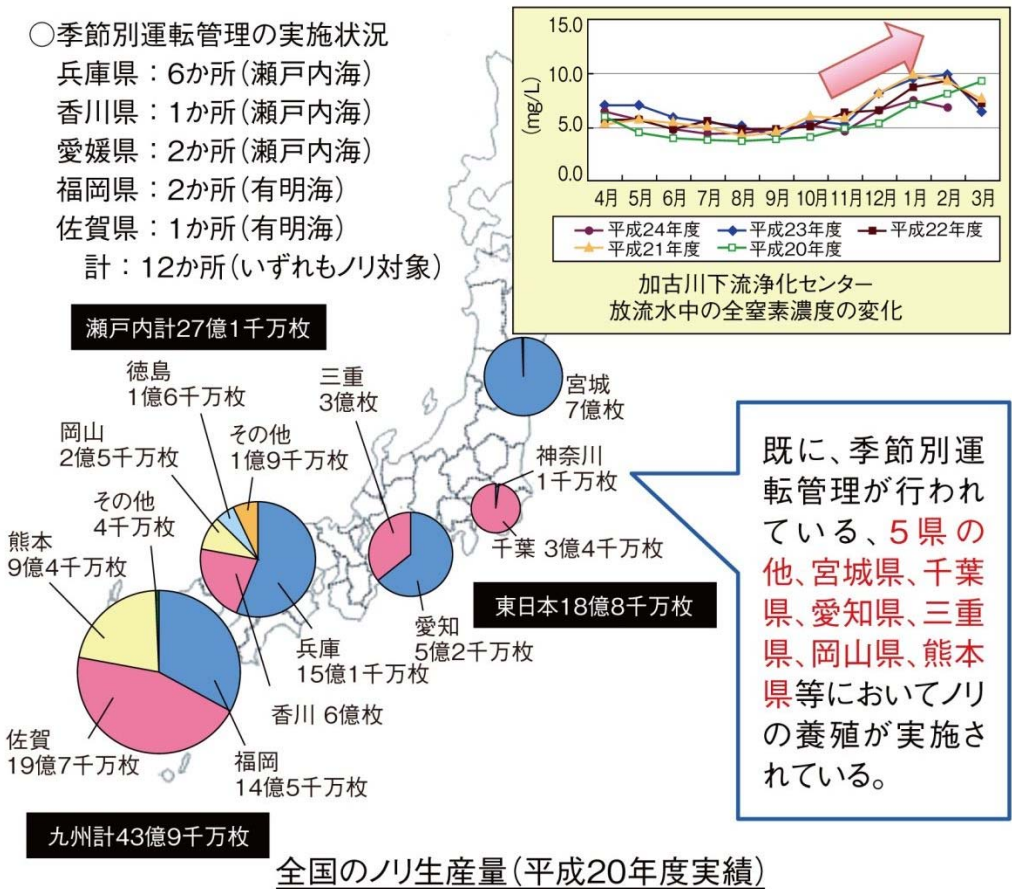 ○季節別運転管理の実施状況
兵庫県：6か所(瀬戸内海)
香川県：1か所(瀬戸内海)
愛媛県：2か所(瀬戸内海)
福岡県：2か所(有明海)
佐賀県：1か所(有明海)
計：12か所(いずれもノリ対象)
(mg/L)
15.0
10.0
5.0
0.0
4月 5月 6月 7月 8月 9月 10月 11月 12月 1月 2月 3月
平成24年度 平成23年度 平成22年度
平成21年度 平成20年度
加古川下流浄化センター
放流水中の全窒素濃度の変化
瀬戸内計27億1千万枚
徳島
1億6千万枚
岡山
2億5千万枚
その他
1億9千万枚
兵庫
15億1千万枚
香川 6億枚
三重
3億枚
愛知
5億2千万枚
宮城
7億枚
神奈川
1千万枚
千葉 3億4千万枚
東日本18億8千万枚
その他
4千万枚
熊本
9億4千万枚
佐賀
19億7千万枚
福岡
14億5千万枚
九州計43億9千万枚
既に、季節別運
転管理が行われ
ている、5県の
他、宮城県、千葉
県、愛知県、三重
県、岡山県、熊本
県等においてノリ
の養殖が実施さ
れている。
全国のノリ生産量(平成20年度実績)